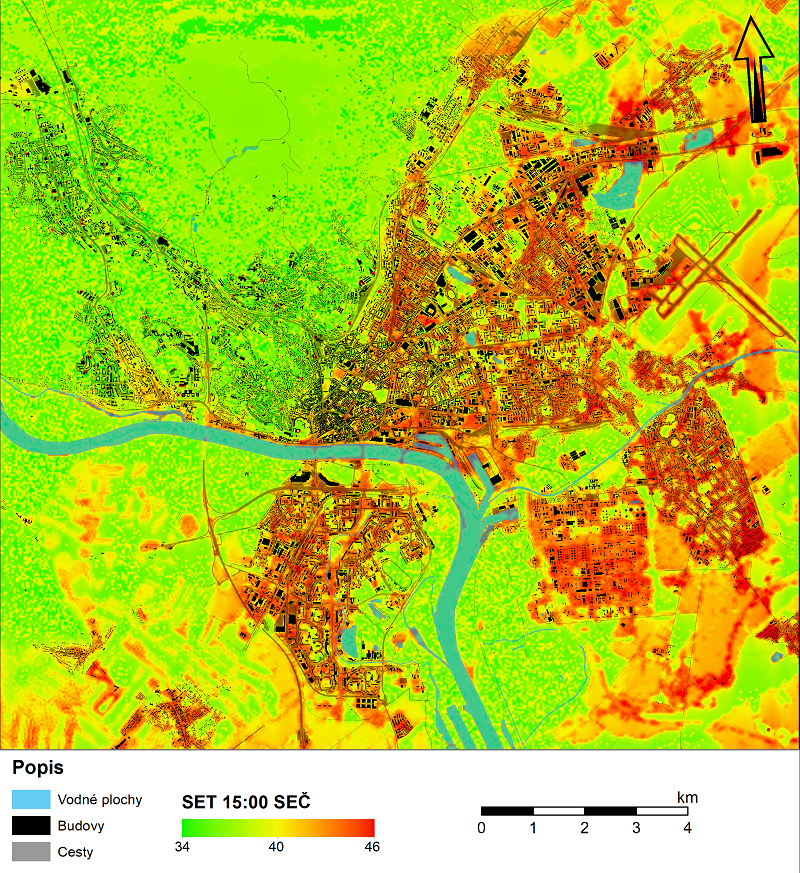 Popis
Vodné plochy
Budovy
Cesty
SET 15:00 SEČ
34 40 46
km
0 1 2 3 4